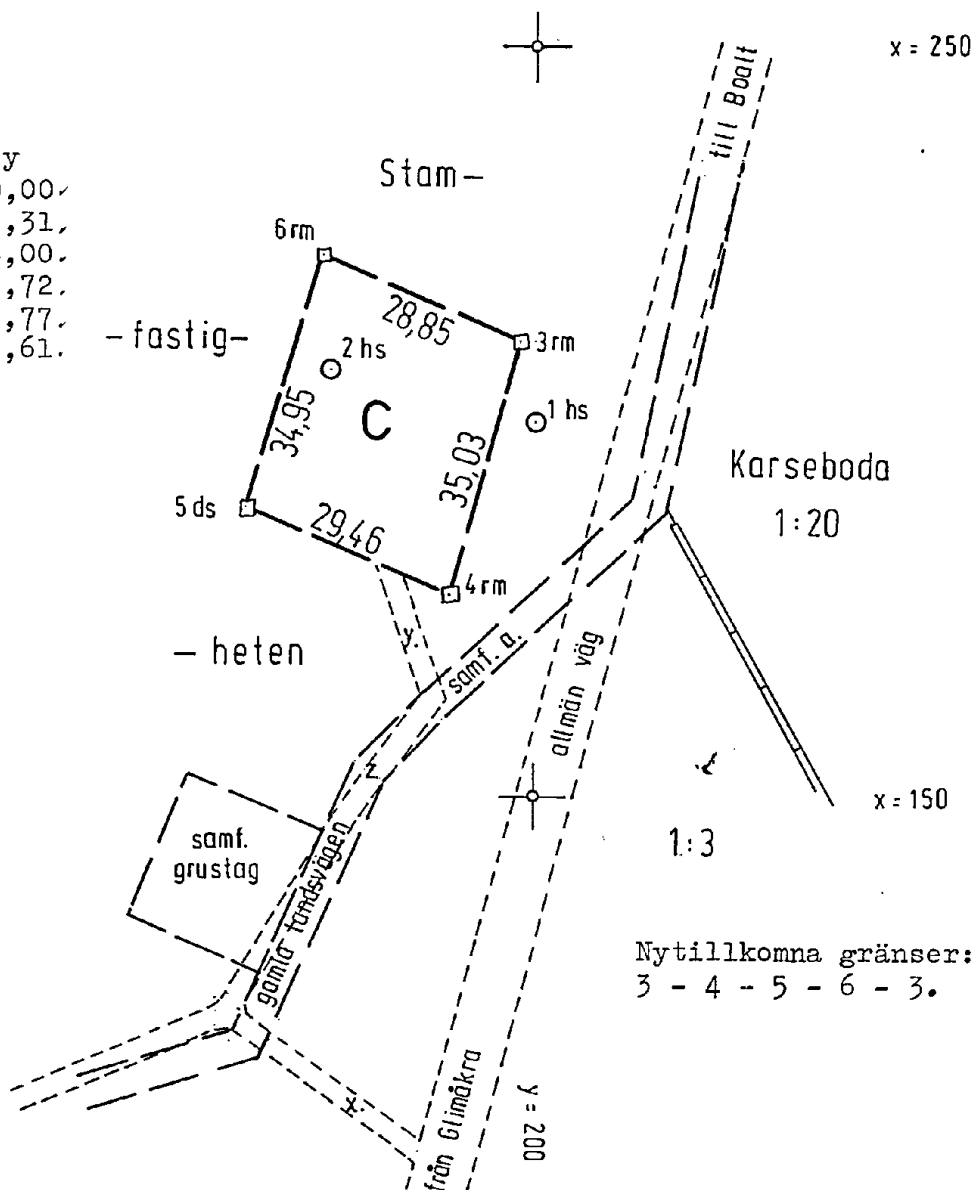 x = 250
till Boalt
y
,00.
,31,
,00.
,72.
,77.
,61.
Stam-
6 rm
28,85
3 rm
-fastig-
2 hs
1 hs
C
34,95
35,03
Karseboda
1:20
5 ds
29,46
4 rm
y.
-heten
samf. a.
allmän väg
z
x = 150
1:3
samf.
grustag
gamla landsvägen
Nytillkomna gränser:
3 - 4 - 5 - 6 - 3.
x.
från Glimåkra
y = 200